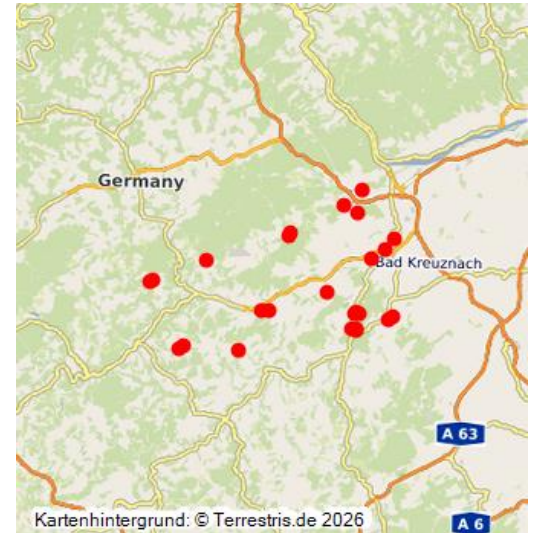 Germany
Bad Kreuznach
A 63
Kartenhintergrund: © Terrestris.de 2026
A 6